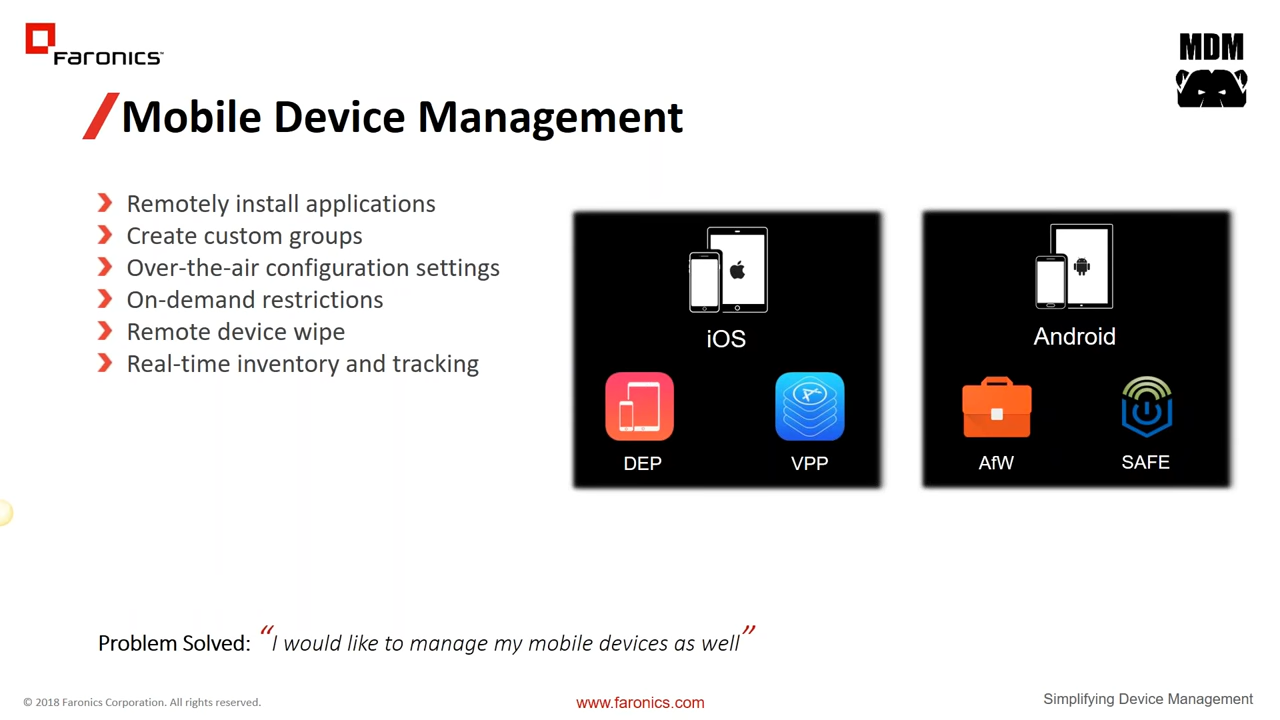 FARONICS™
MDM
Mobile Device Management
Remotely install applications
Create custom groups
Over-the-air configuration settings
On-demand restrictions
Remote device wipe
Real-time inventory and tracking
iOS
DEP
VPP
Android
AfW
SAFE
Problem Solved: “I would like to manage my mobile devices as well”
© 2018 Faronics Corporation. All rights reserved.
www.faronics.com
Simplifying Device Management